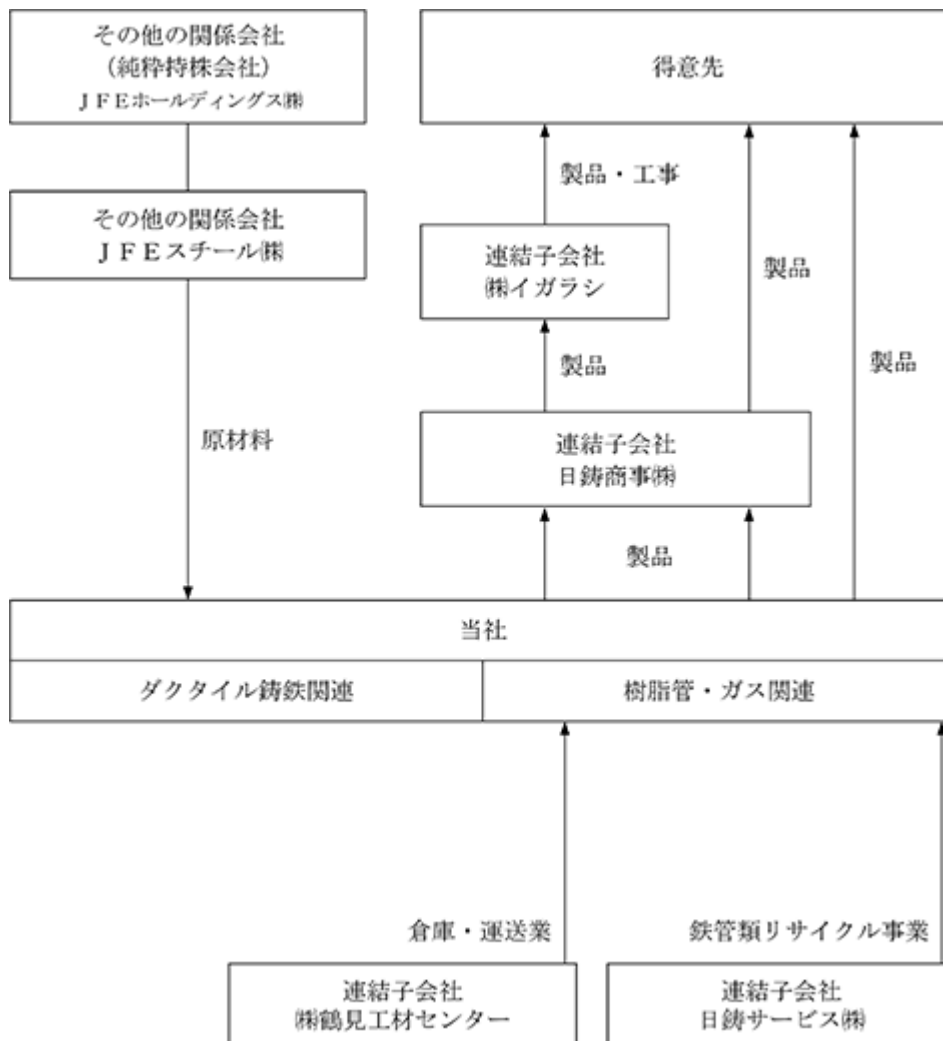 その他の関係会社
（純粋持株会社）
ＪＦＥホールディングス㈱
得意先
製品・工事
その他の関係会社
ＪＦＥスチール㈱
連結子会社
㈱イガラシ
製品
製品
製品
原材料
連結子会社
日鋳商事㈱
製品
当社
ダクタイル鋳鉄関連
樹脂管・ガス関連
倉庫・運送業
鉄管類リサイクル事業
連結子会社
㈱鶴見工材センター
連結子会社
日鋳サービス㈱